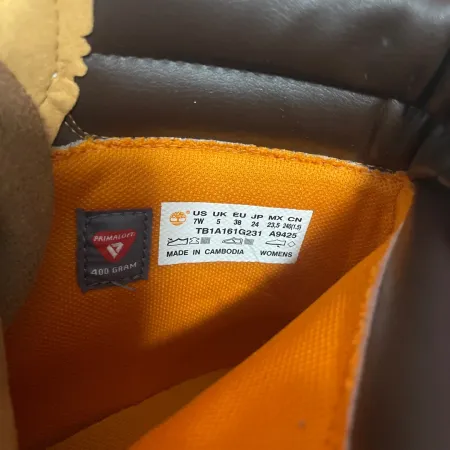 PRIMALOFT
400 GRAM
US UK EU JP MX CN
7W 5 38 24 23,5 240(1.5)
TB1A161G231 A9425
MADE IN CAMBODIA WOMENS